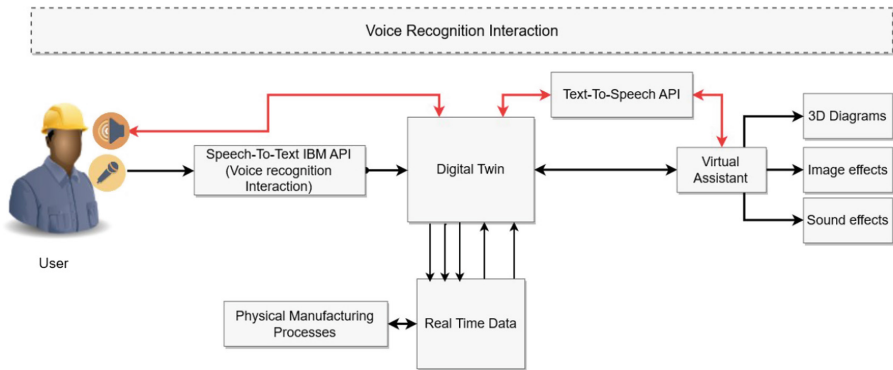 Voice Recognition Interaction
Text-To-Speech API
3D Diagrams
Speech-To-Text IBM API
(Voice recognition
Interaction)
Digital Twin
Virtual
Assistant
Image effects
Sound effects
User
Physical Manufacturing
Processes
Real Time Data